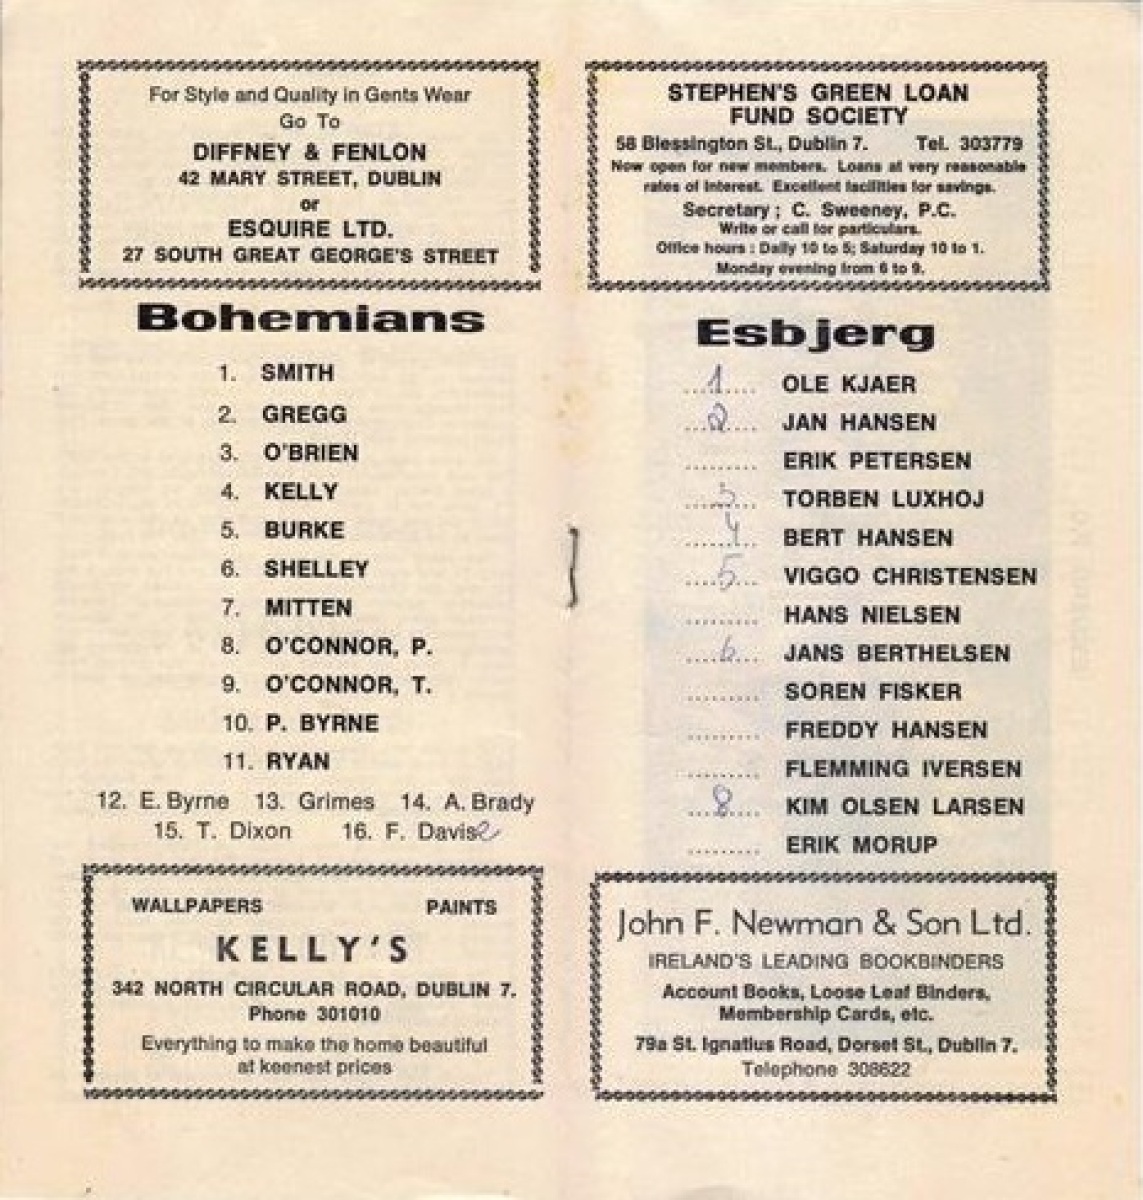 For Style and Quality in Gents Wear
Go To
DIFFNEY & FENLON
42 MARY STREET, DUBLIN
or
ESQUIRE LTD.
27 SOUTH GREAT GEORGE'S STREET
Bohemians
1. SMITH
2. GREGG
3. O'BRIEN
4. KELLY
5. BURKE
6. SHELLEY
7. MITTEN
8. O'CONNOR, P.
9. O'CONNOR, T.
10. P. BYRNE
11. RYAN
12. E. Byrne 13. Grimes 14. A. Brady
15. T. Dixon 16. F. Davis
WALLPAPERS PAINTS
KELLY'S
342 NORTH CIRCULAR ROAD, DUBLIN 7.
Phone 301010
Everything to make the home beautiful
at keenest prices
STEPHEN'S GREEN LOAN
FUND SOCIETY
58 Blessington St., Dublin 7. Tel. 303779
Now open for new members. Loans at very reasonable
rates of interest. Excellent facilities for savings.
Secretary; C. Sweeney, P.C.
Write or call for particulars.
Office hours : Daily 10 to 5; Saturday 10 to 1.
Monday evening from 6 to 9.
Esbjerg
....1..... OLE KJAER
....2..... JAN HANSEN
.......... ERIK PETERSEN
....3..... TORBEN LUXHOJ
....4..... BERT HANSEN
....5..... VIGGO CHRISTENSEN
.......... HANS NIELSEN
....6..... JANS BERTHELSEN
.......... SOREN FISKER
.......... FREDDY HANSEN
.......... FLEMMING IVERSEN
....8..... KIM OLSEN LARSEN
.......... ERIK MORUP
John F. Newman & Son Ltd.
IRELAND'S LEADING BOOKBINDERS
Account Books, Loose Leaf Binders,
Membership Cards, etc.
79a St. Ignatius Road, Dorset St., Dublin 7.
Telephone 308622